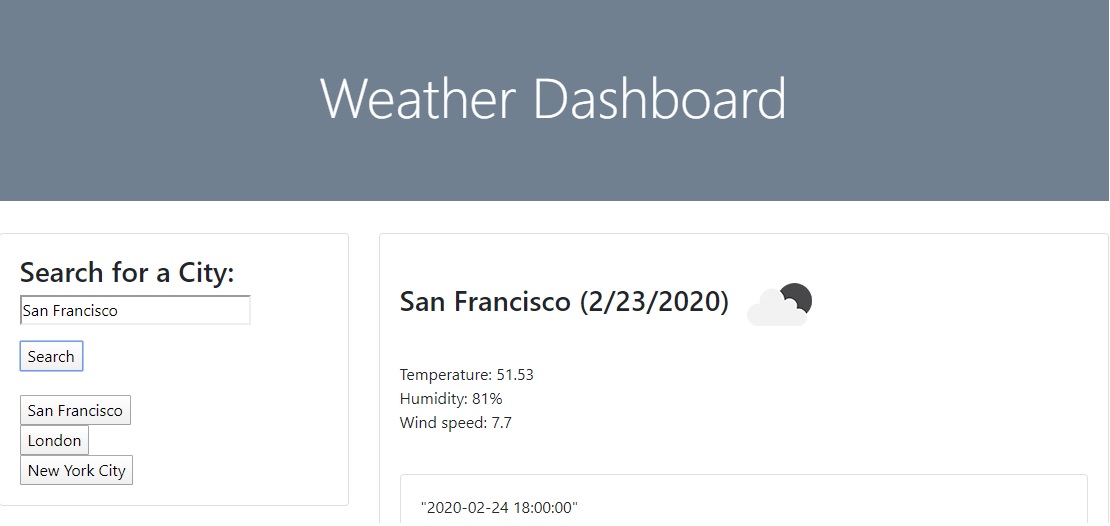 Weather Dashboard
Search for a City:
San Francisco
Search
San Francisco
London
New York City
San Francisco (2/23/2020)
Temperature: 51.53
Humidity: 81%
Wind speed: 7.7
"2020-02-24 18:00:00"